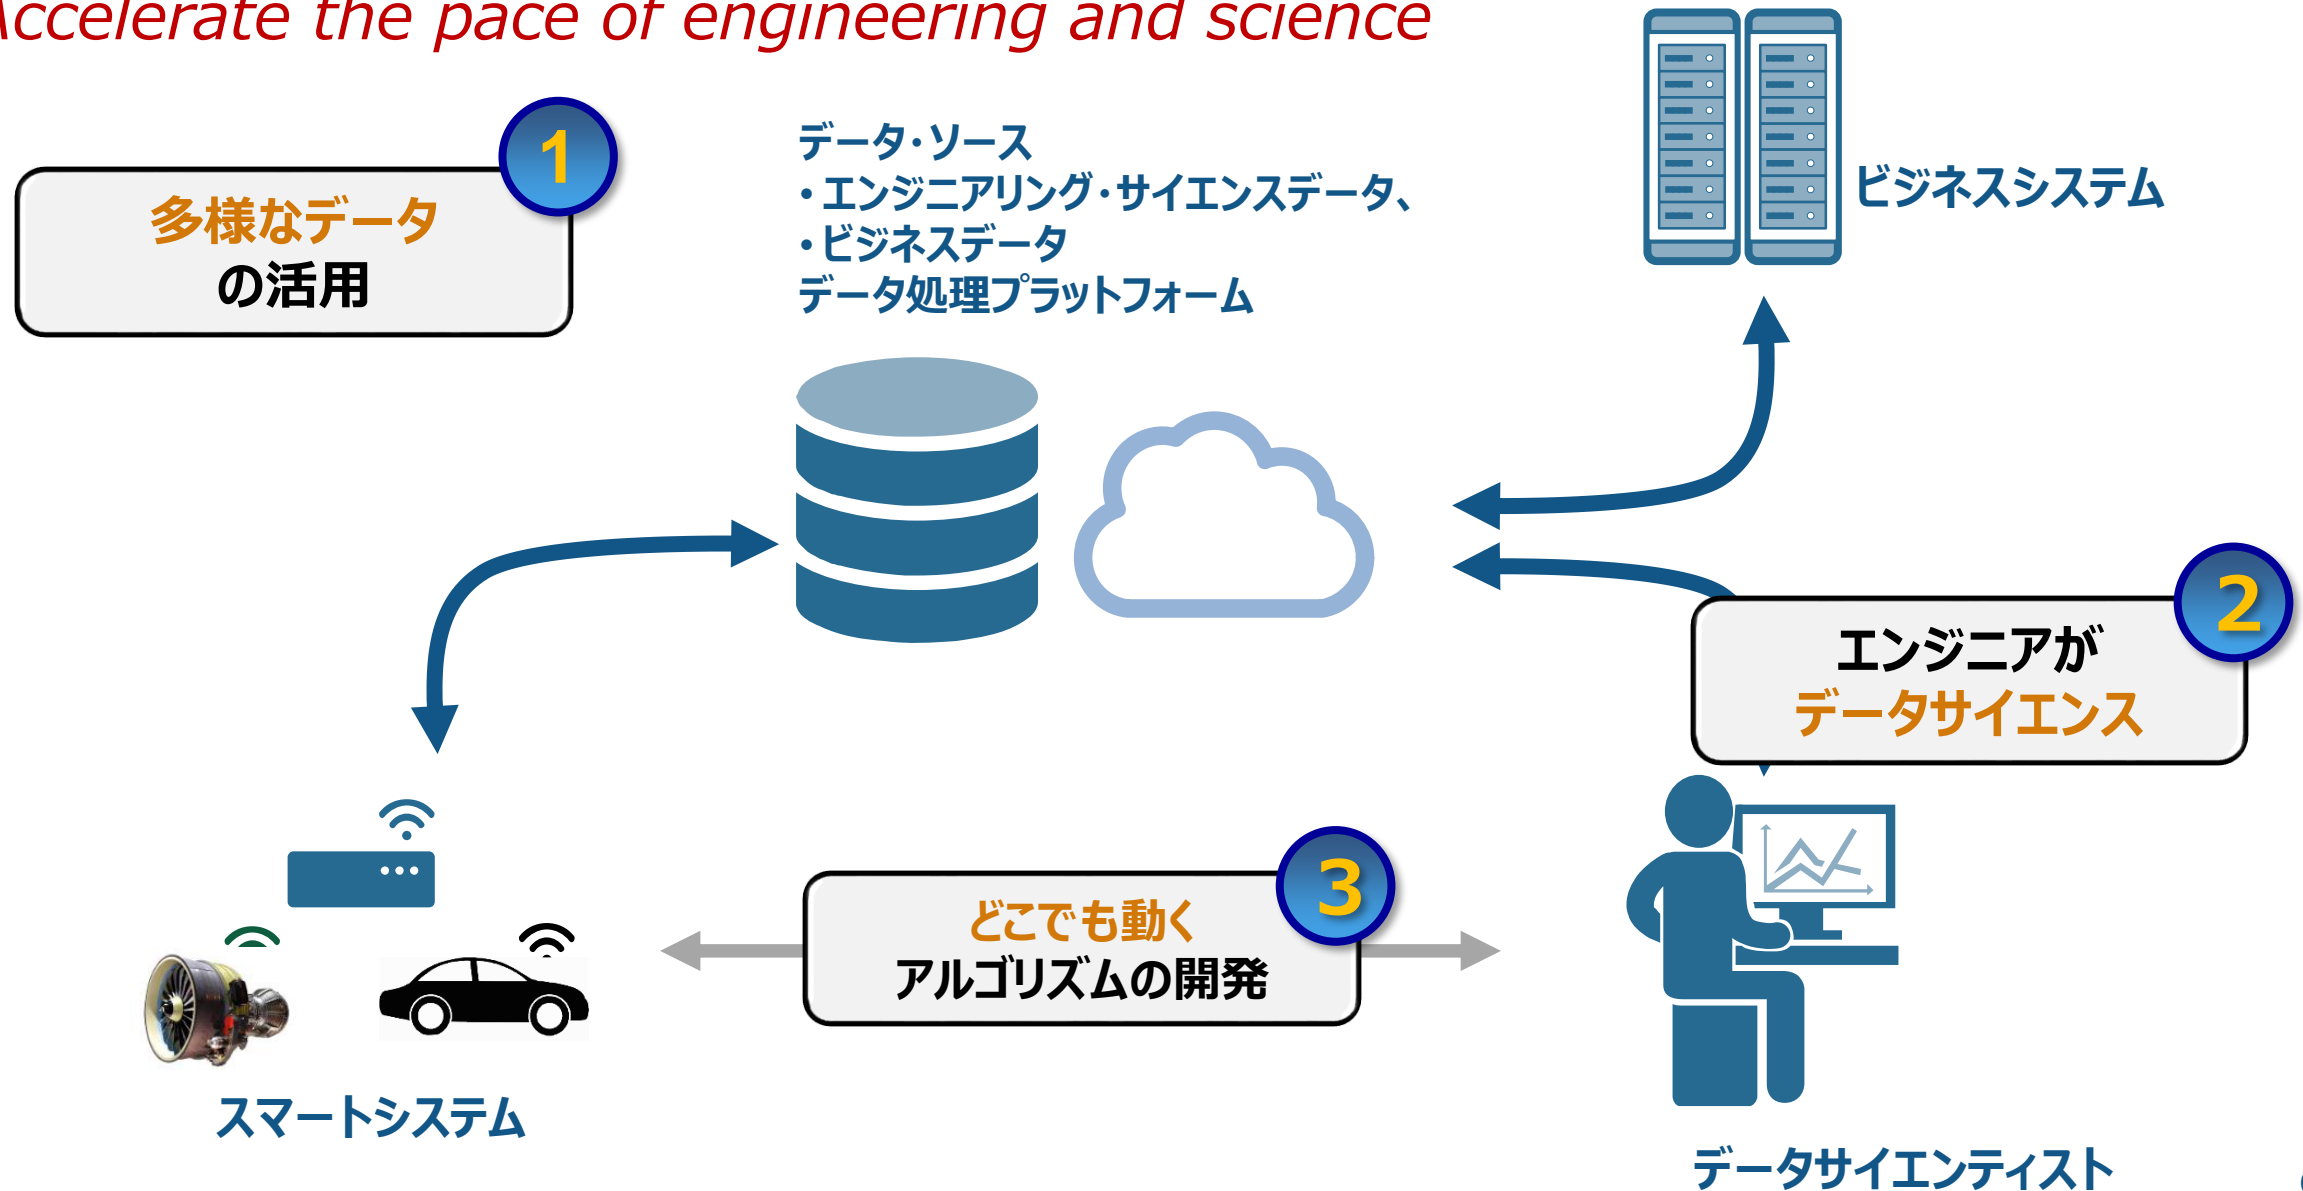 Accelerate the pace of engineering and science
1
多様なデータ
の活用
データ・ソース
・エンジニアリング・サイエンスデータ、
・ビジネスデータ
データ処理プラットフォーム
ビジネスシステム
2
エンジニアが
データサイエンス
3
どこでも動く
アルゴリズムの開発
スマートシステム
データサイエンティスト